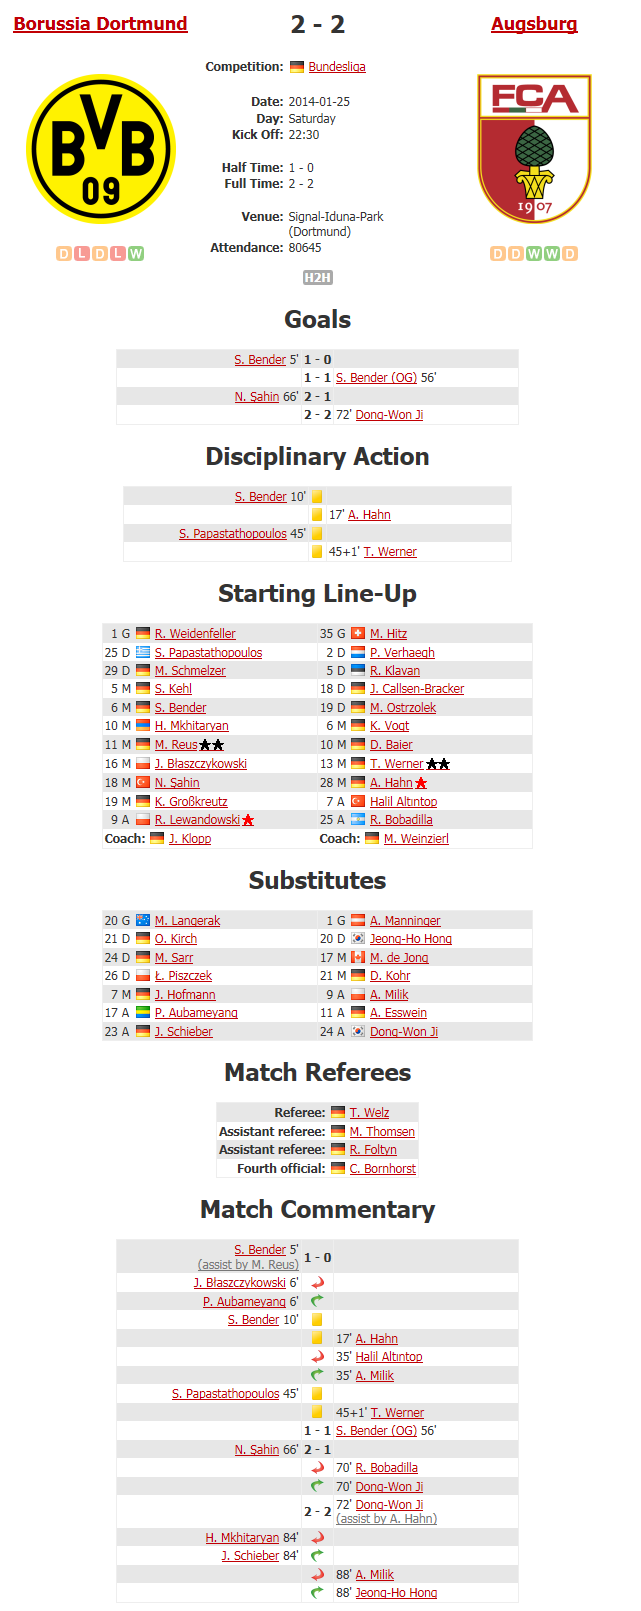 Borussia Dortmund 2 - 2 Augsburg
Competition: Bundesliga
Date: 2014-01-25
Day: Saturday
Kick Off: 22:30
Half Time: 1 - 0
Full Time: 2 - 2
Venue: Signal-Iduna-Park
(Dortmund)
Attendance: 80645
BVB
09
FCA
1907
D L D L W
D D W W D
H2H
Goals
S. Bender 5' 1 - 0
1 - 1 S. Bender (OG) 56'
N. Şahin 66' 2 - 1
2 - 2 72' Dong-Won Ji
Disciplinary Action
S. Bender 10'
17' A. Hahn
S. Papastathopoulos 45'
45+1' T. Werner
Starting Line-Up
1 G R. Weidenfeller 35 G M. Hitz
25 D S. Papastathopoulos 2 D P. Verhaegh
29 D M. Schmelzer 5 D R. Klavan
5 M S. Kehl 18 D J. Callsen-Bracker
6 M S. Bender 19 D M. Ostrzolek
10 M H. Mkhitaryan 6 M K. Vogt
11 M M. Reus 10 M D. Baier
16 M J. Błaszczykowski 13 M T. Werner
18 M N. Şahin 28 M A. Hahn
19 M K. Großkreutz 7 A Halil Altıntop
9 A R. Lewandowski 25 A R. Bobadilla
Coach: J. Klopp Coach: M. Weinzierl
Substitutes
20 G M. Langerak 1 G A. Manninger
21 D O. Kirch 20 D Jeong-Ho Hong
24 D M. Sarr 17 M M. de Jong
26 D Ł. Piszczek 21 M D. Kohr
7 M J. Hofmann 9 A A. Milik
17 A P. Aubameyang 11 A A. Esswein
23 A J. Schieber 24 A Dong-Won Ji
Match Referees
Referee: T. Welz
Assistant referee: M. Thomsen
Assistant referee: R. Foltyn
Fourth official: C. Bornhorst
Match Commentary
S. Bender 5' 1 - 0
(assist by M. Reus)
J. Błaszczykowski 6'
P. Aubameyang 6'
S. Bender 10'
17' A. Hahn
35' Halil Altıntop
35' A. Milik
S. Papastathopoulos 45'
45+1' T. Werner
1 - 1 S. Bender (OG) 56'
N. Şahin 66' 2 - 1
70' R. Bobadilla
70' Dong-Won Ji
2 - 2 72' Dong-Won Ji
(assist by A. Hahn)
H. Mkhitaryan 84'
J. Schieber 84'
88' A. Milik
88' Jeong-Ho Hong